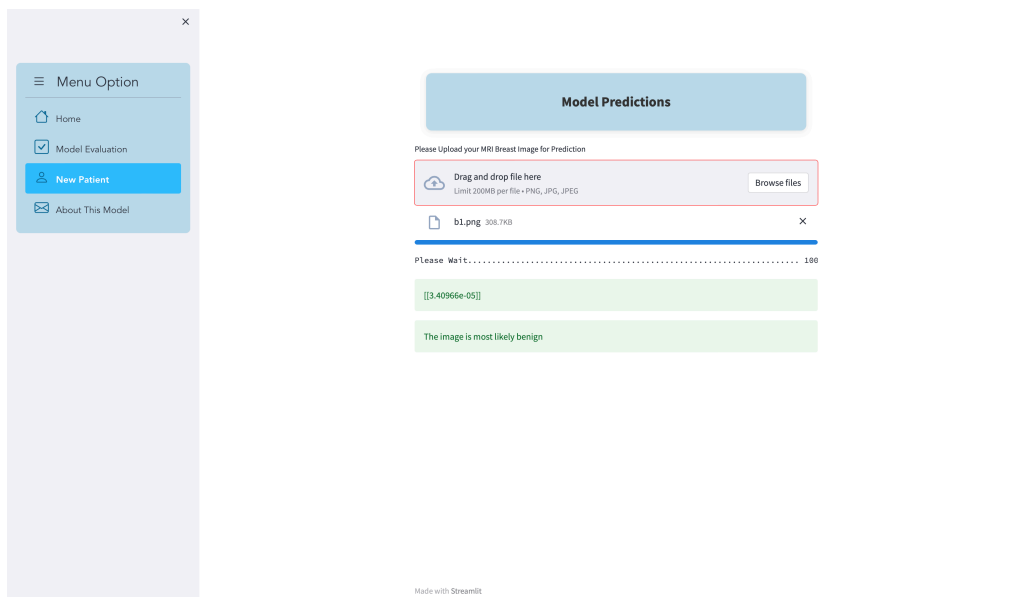 Menu Option
Home
Model Evaluation
New Patient
About This Model
Model Predictions
Please Upload your MRI Breast Image for Prediction
Drag and drop file here
Limit 200MB per file • PNG, JPG, JPEG
Browse files
b1.png 308.7KB
Please Wait..................................................................... 100
[[3.40966e-05]]
The image is most likely benign
Made with Streamlit